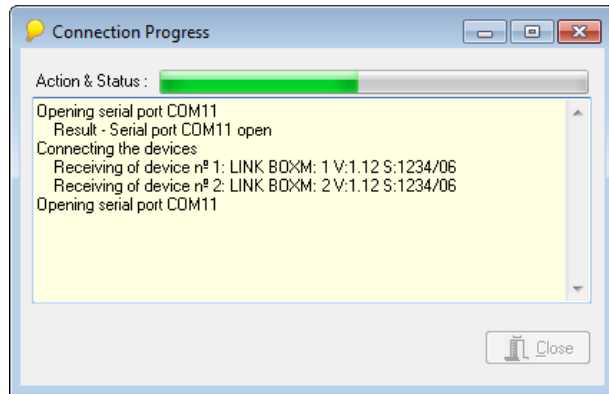 Connection Progress
Action & Status :
Opening serial port COM11
Result - Serial port COM11 open
Connecting the devices
Receiving of device nº 1: LINK BOXM: 1 V:1.12 S:1234/06
Receiving of device nº 2: LINK BOXM: 2 V:1.12 S:1234/06
Opening serial port COM11
Close